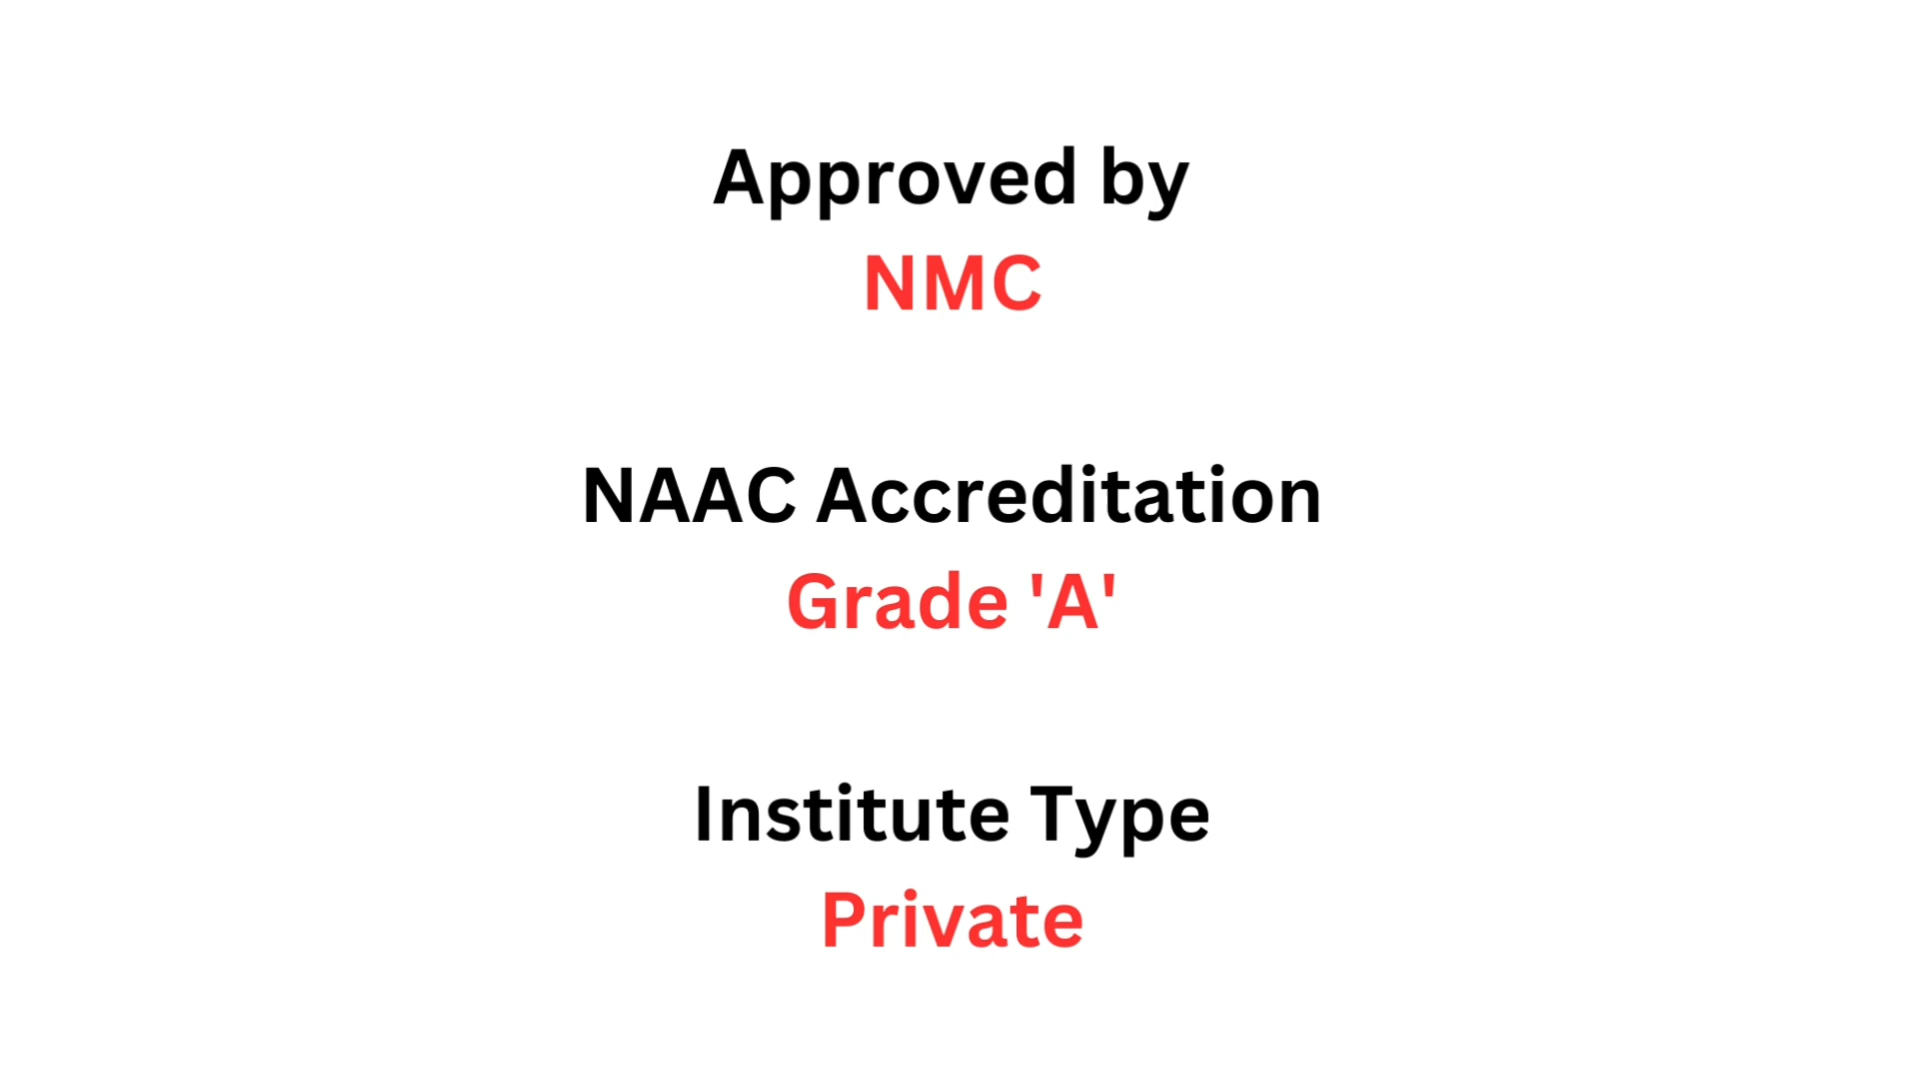 Approved by
NMC
NAAC Accreditation
Grade 'A'
Institute Type
Private